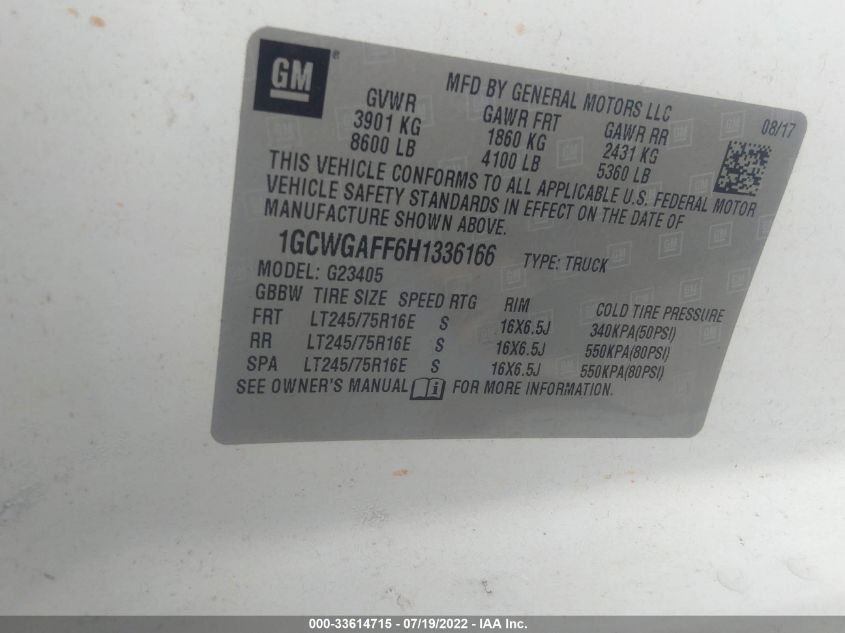 GM ®
MFD BY GENERAL MOTORS LLC
08/17
GVWR GAWR FRT GAWR RR
3901 KG 1860 KG 2431 KG
8600 LB 4100 LB 5360 LB
THIS VEHICLE CONFORMS TO ALL APPLICABLE U.S. FEDERAL MOTOR
VEHICLE SAFETY STANDARDS IN EFFECT ON THE DATE OF
MANUFACTURE SHOWN ABOVE.
1GCWGAFF6H1336166 TYPE: TRUCK
MODEL: G23405
GBBW TIRE SIZE SPEED RTG RIM COLD TIRE PRESSURE
FRT LT245/75R16E S 16X6.5J 340KPA(50PSI)
RR LT245/75R16E S 16X6.5J 550KPA(80PSI)
SPA LT245/75R16E S 16X6.5J 550KPA(80PSI)
SEE OWNER'S MANUAL i FOR MORE INFORMATION.
000-33614715 - 07/19/2022 - IAA Inc.